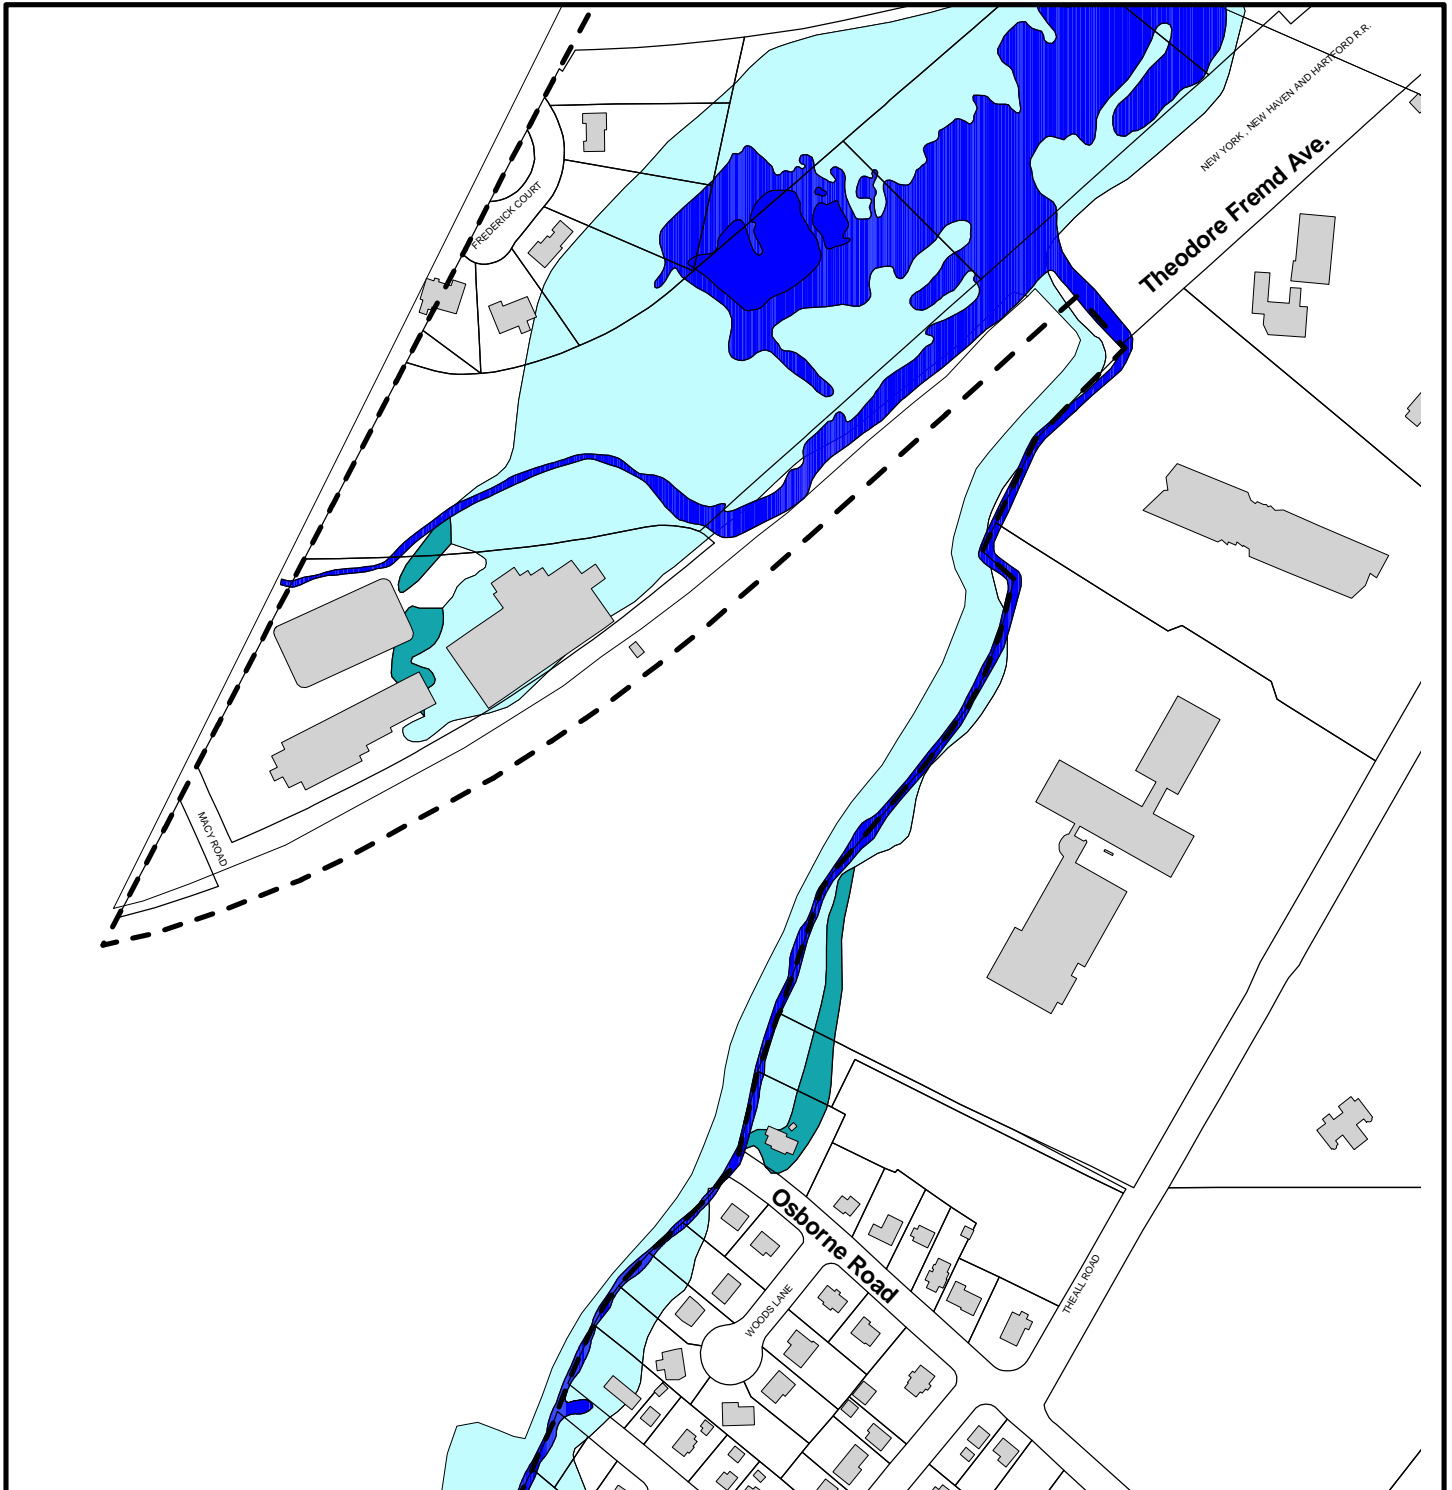 NEW YORK , NEW HAVEN AND HARTFORD R.R.
Theodore Fremd Ave.
FREDERICK COURT
MACY ROAD
Osborne Road
WOODS LANE
THEALL ROAD